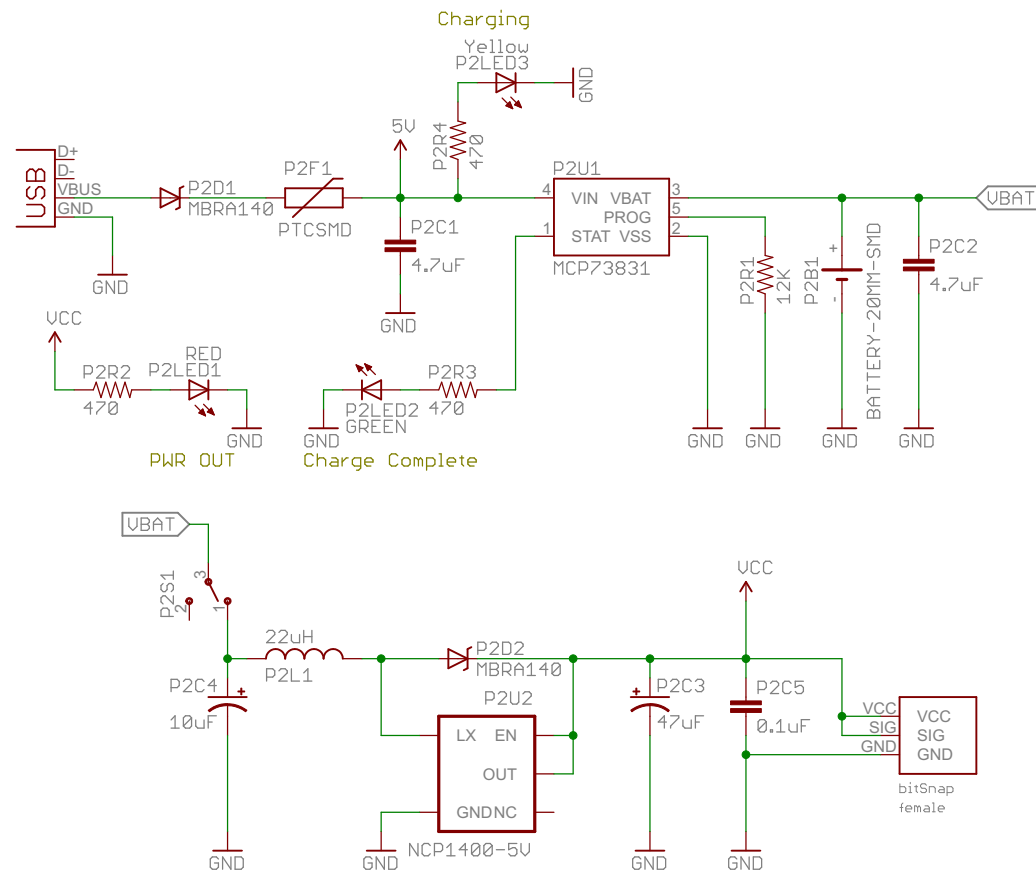 Charging
Yellow
P2LED3
GND
P2R4
470
5V
USB
D+
D-
VBUS
GND
GND
P2D1
MBRA140
P2F1
PTCSMD
P2C1
4.7uF
GND
P2U1
4 VIN VBAT 3
PROG 5
1 STAT VSS 2
MCP73831
VBAT
P2R1
12K
P2B1
+
-
BATTERY-20MM-SMD
P2C2
4.7uF
GND
GND
GND
GND
VCC
P2R2
470
RED
P2LED1
GND
PWR OUT
P2LED2
GREEN
P2R3
470
GND
Charge Complete
VBAT
P2S1
3
2
1
22uH
P2L1
P2C4
+
10uF
GND
P2D2
MBRA140
P2U2
LX EN
OUT
GND NC
NCP1400-5V
GND
P2C3
+
47uF
GND
VCC
P2C5
0.1uF
GND
VCC VCC
SIG SIG
GND GND
bitSnap
female